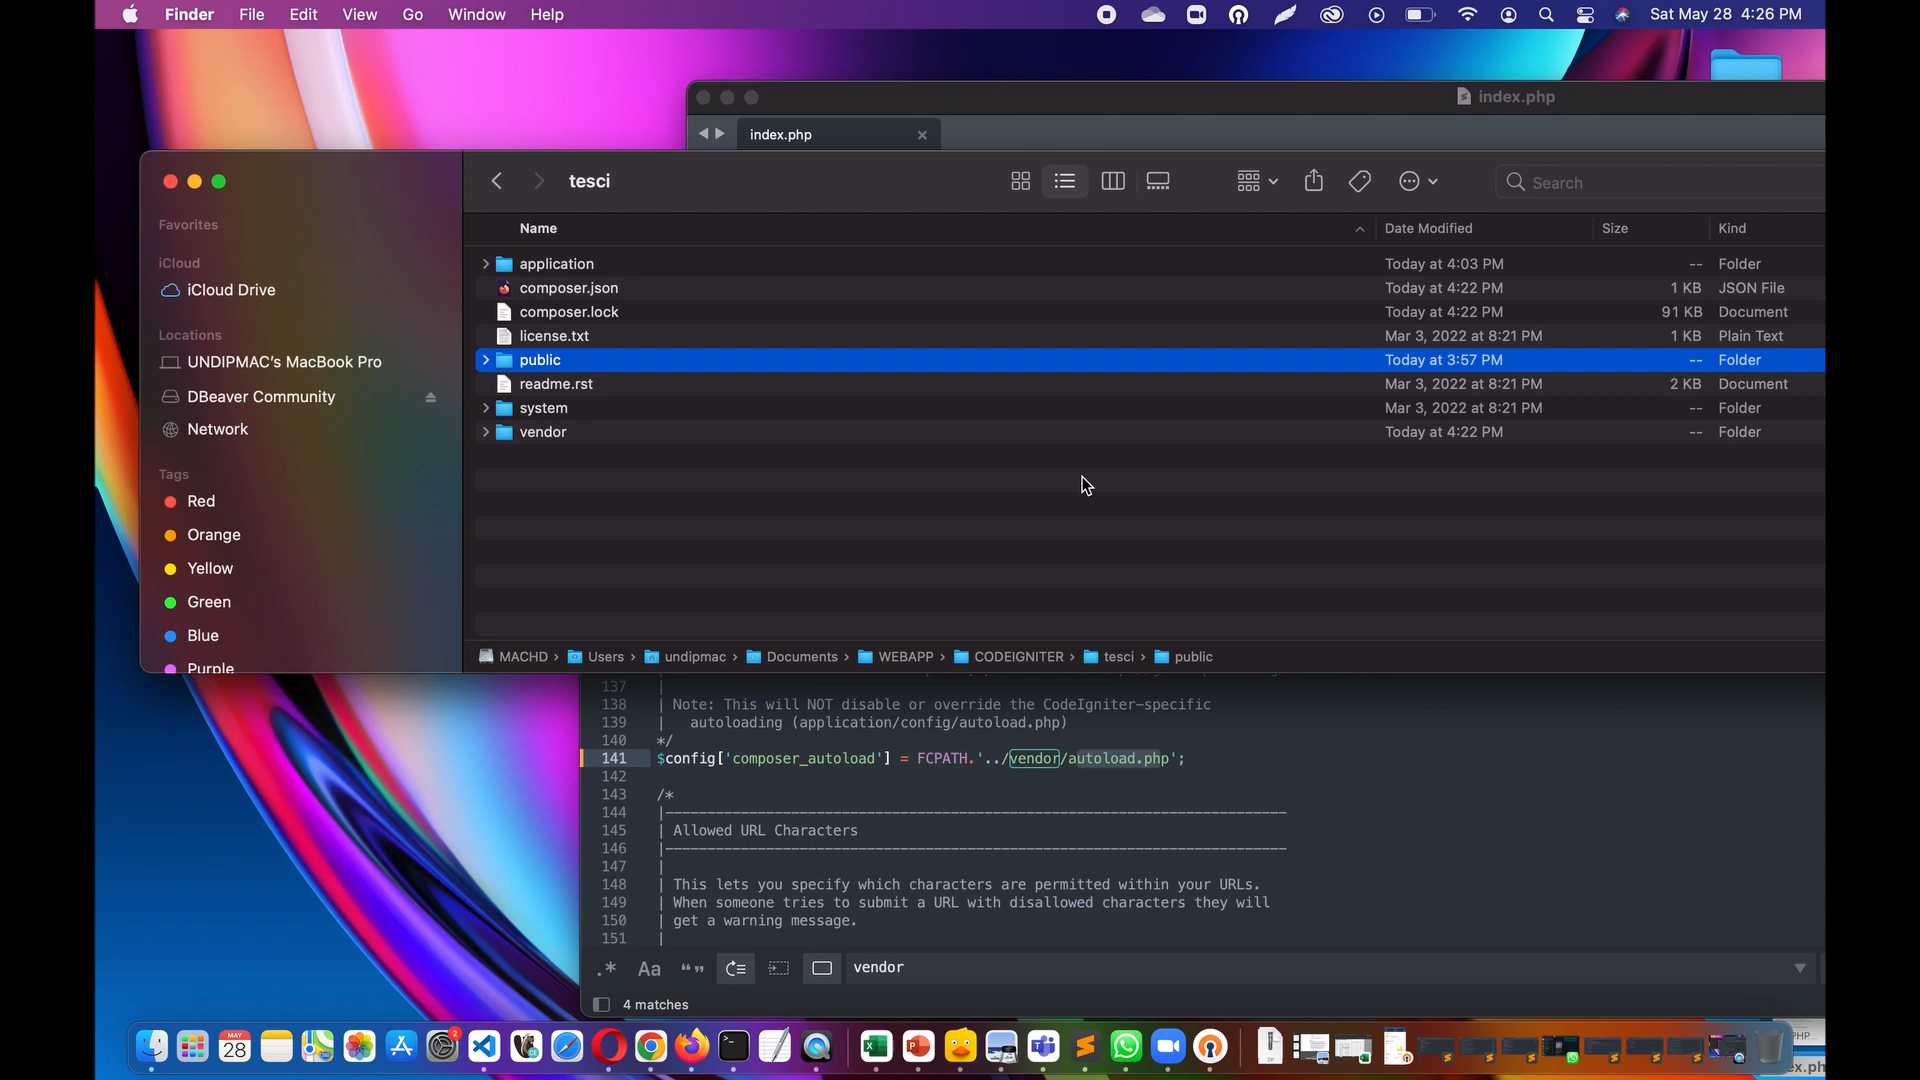 Finder File Edit View Go Window Help
Sat May 28 4:26 PM
index.php
index.php
tesci
Search
Favorites
iCloud
iCloud Drive
Locations
UNDIPMAC's MacBook Pro
DBeaver Community
Network
Tags
Red
Orange
Yellow
Green
Blue
Purple
Name Date Modified Size Kind
application Today at 4:03 PM -- Folder
composer.json Today at 4:22 PM 1 KB JSON File
composer.lock Today at 4:22 PM 91 KB Document
license.txt Mar 3, 2022 at 8:21 PM 1 KB Plain Text
public Today at 3:57 PM -- Folder
readme.rst Mar 3, 2022 at 8:21 PM 2 KB Document
system Mar 3, 2022 at 8:21 PM -- Folder
vendor Today at 4:22 PM -- Folder
MACHD › Users › undipmac › Documents › WEBAPP › CODEIGNITER › tesci › public
137 |
138 | Note: This will NOT disable or override the CodeIgniter-specific
139 | autoloading (application/config/autoload.php)
140 */
141 $config['composer_autoload'] = FCPATH.'../vendor/autoload.php';
142
143 /*
144 |--------------------------------------------------------------------------
145 | Allowed URL Characters
146 |--------------------------------------------------------------------------
147 |
148 | This lets you specify which characters are permitted within your URLs.
149 | When someone tries to submit a URL with disallowed characters they will
150 | get a warning message.
151 |
.* Aa “” vendor
4 matches
MAY
28
2